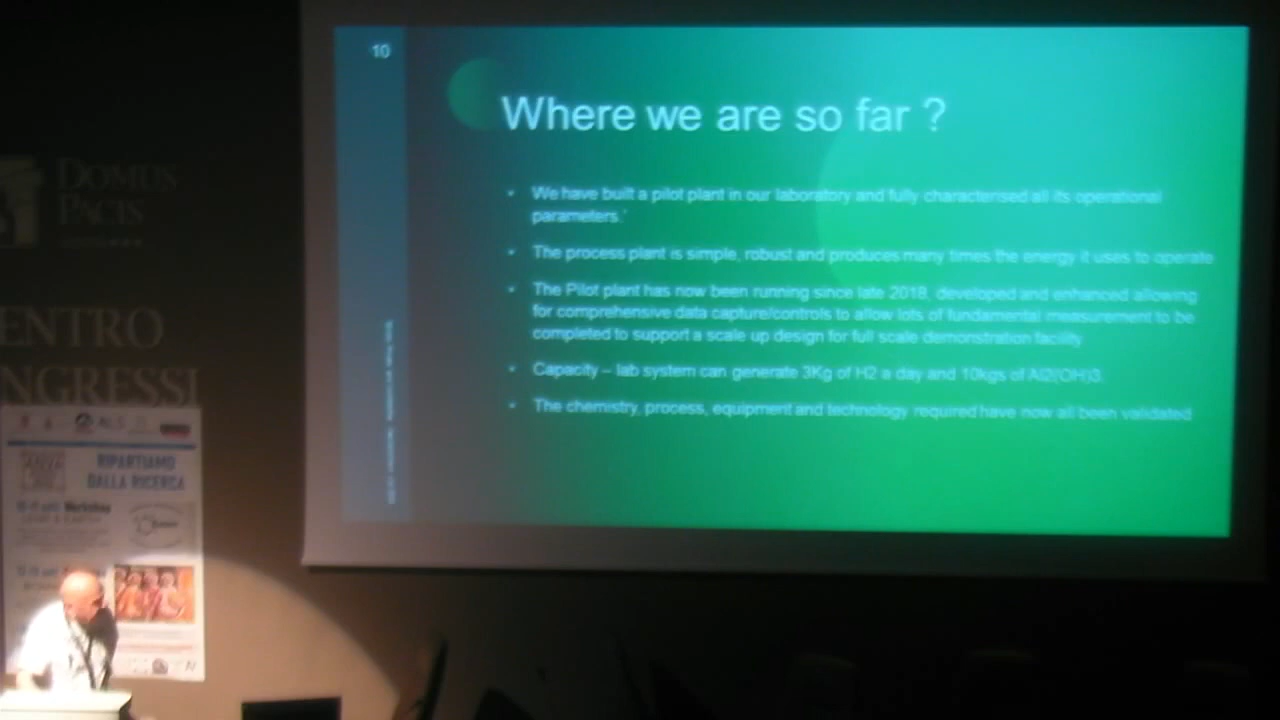 10
Where we are so far ?
• We have built a pilot plant in our laboratory and fully characterised all its operational
parameters.
• The process plant is simple, robust and produces many times the energy it uses to operate
• The Pilot plant has now been running since late 2018, developed and enhanced allowing
for comprehensive data capture/controls to allow lots of fundamental measurement to be
completed to support a scale up design for full scale demonstration facility
• Capacity – lab system can generate 3Kg of H2 a day and 10kgs of Al2(OH)3
• The chemistry, process, equipment and technology required have now all been validated
DOMUS
PACIS
ENTRO
NGRESSI
RIPARTIAMO
DALLA RICERCA
Workshop